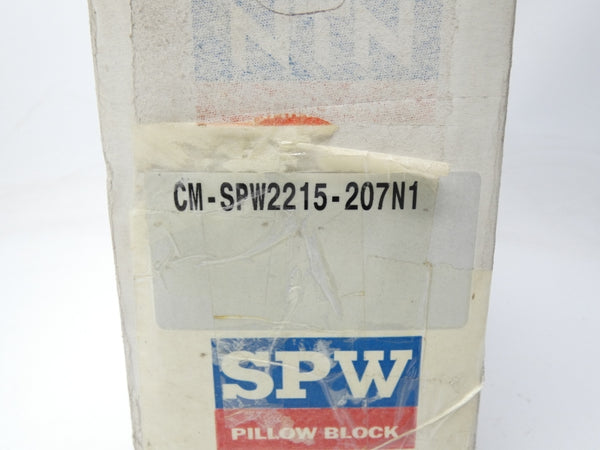 NTN
CM-SPW2215-207N1
SPW
PILLOW BLOCK